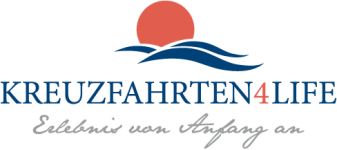 KREUZFAHRTEN4LIFE
Erlebnis von Anfang an